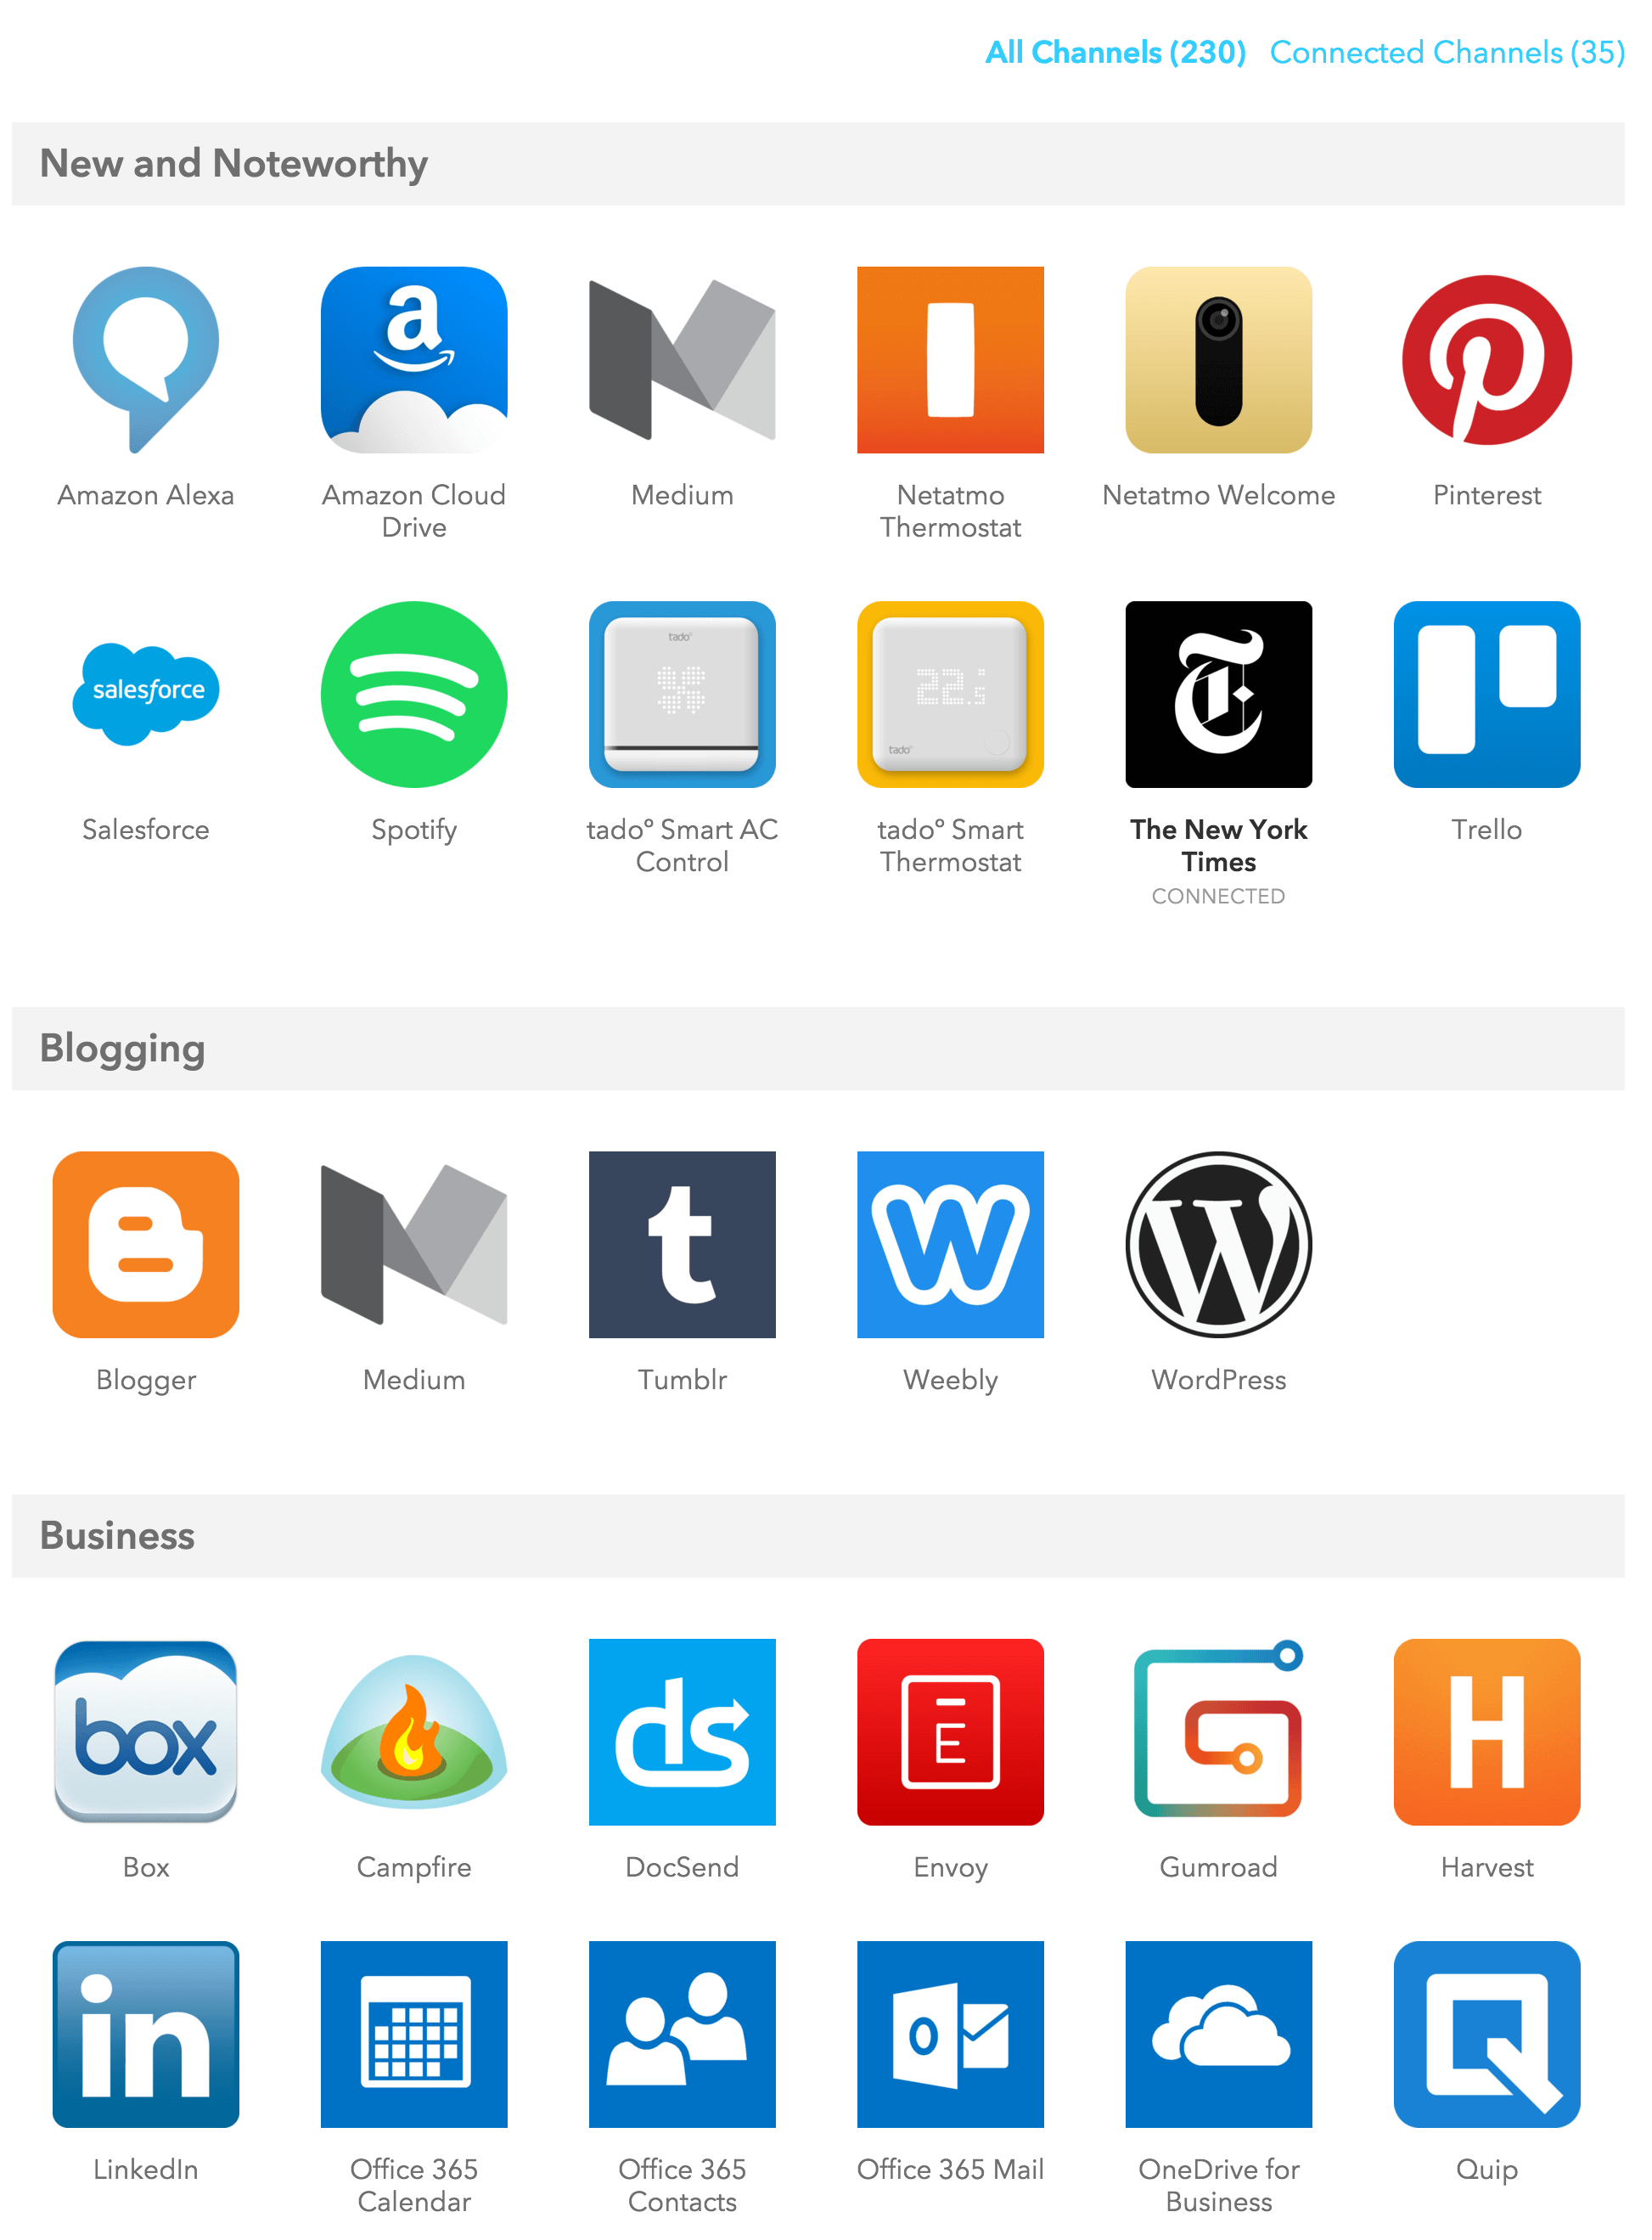 All Channels (230) Connected Channels (35)
New and Noteworthy
a
Amazon Alexa
Amazon Cloud
Drive
Medium
Netatmo
Thermostat
Netatmo Welcome
Pinterest
salesforce
tado°
22.5
tado°
T
Salesforce
Spotify
tado° Smart AC
Control
tado° Smart
Thermostat
The New York
Times
CONNECTED
Trello
Blogging
B
t
W
W
Blogger
Medium
Tumblr
Weebly
WordPress
Business
box
ds
E
H
Box
Campfire
DocSend
Envoy
Gumroad
Harvest
in
O
Q
LinkedIn
Office 365
Calendar
Office 365
Contacts
Office 365 Mail
OneDrive for
Business
Quip